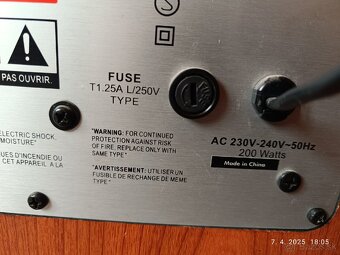 PAS OUVRIR.
FUSE
T1.25A L/250V
TYPE
ELECTRIC SHOCK
MOISTURE"
QUES D'INCENDIE OU
CET APPAREIL A LA
"WARNING: FOR CONTINUED
PROTECTION AGAINST RISK
OF FIRE, REPLACE ONLY WITH
SAME TYPE"
"AVERTISSEMENT: UTILISER UN
FUSIBLE DE RECHANGE DE MEME
TYPE"
AC 230V-240V~50Hz
200 Watts
Made in China
7. 4. 2025 18:05